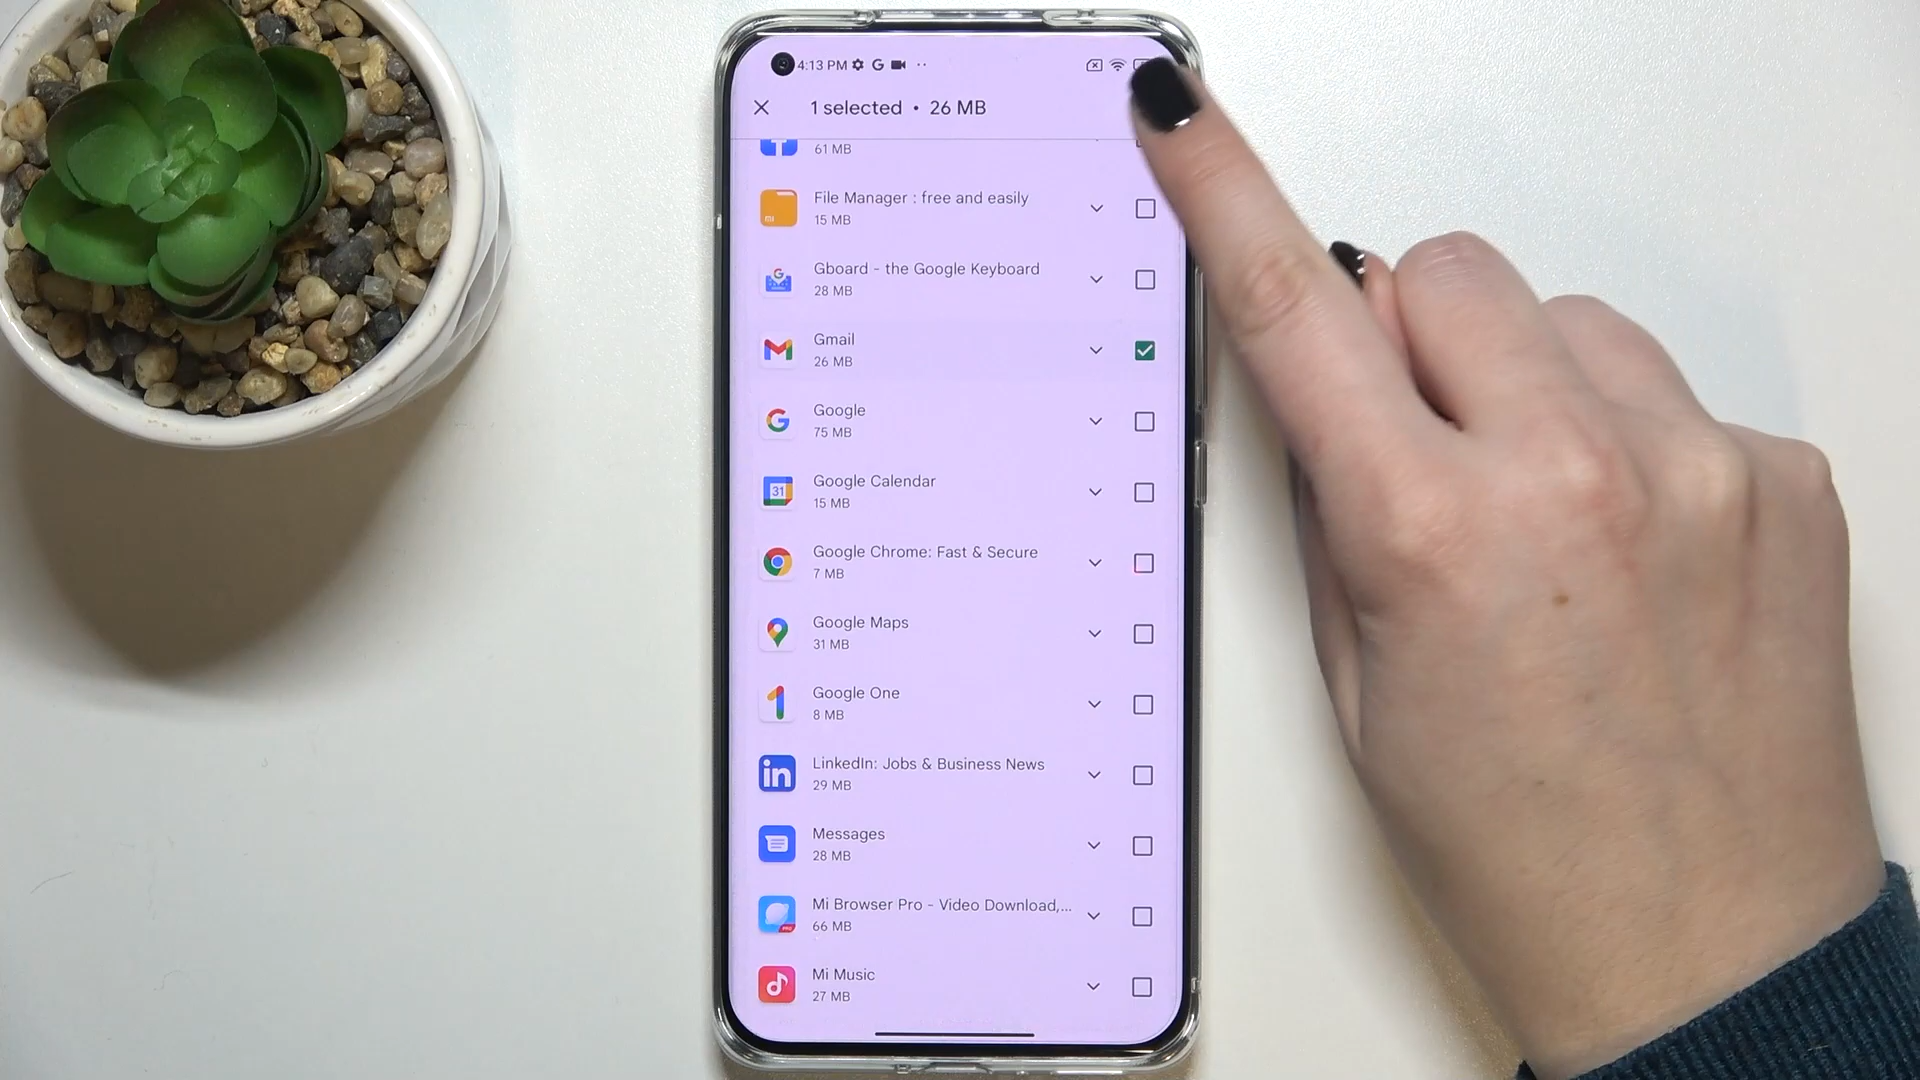 4:13 PM
1 selected • 26 MB
61 MB
File Manager : free and easily
15 MB
Gboard - the Google Keyboard
28 MB
Gmail
26 MB
Google
75 MB
31
Google Calendar
15 MB
Google Chrome: Fast & Secure
7 MB
Google Maps
31 MB
Google One
8 MB
in
LinkedIn: Jobs & Business News
29 MB
Messages
28 MB
Mi Browser Pro - Video Download,...
66 MB
Mi Music
27 MB